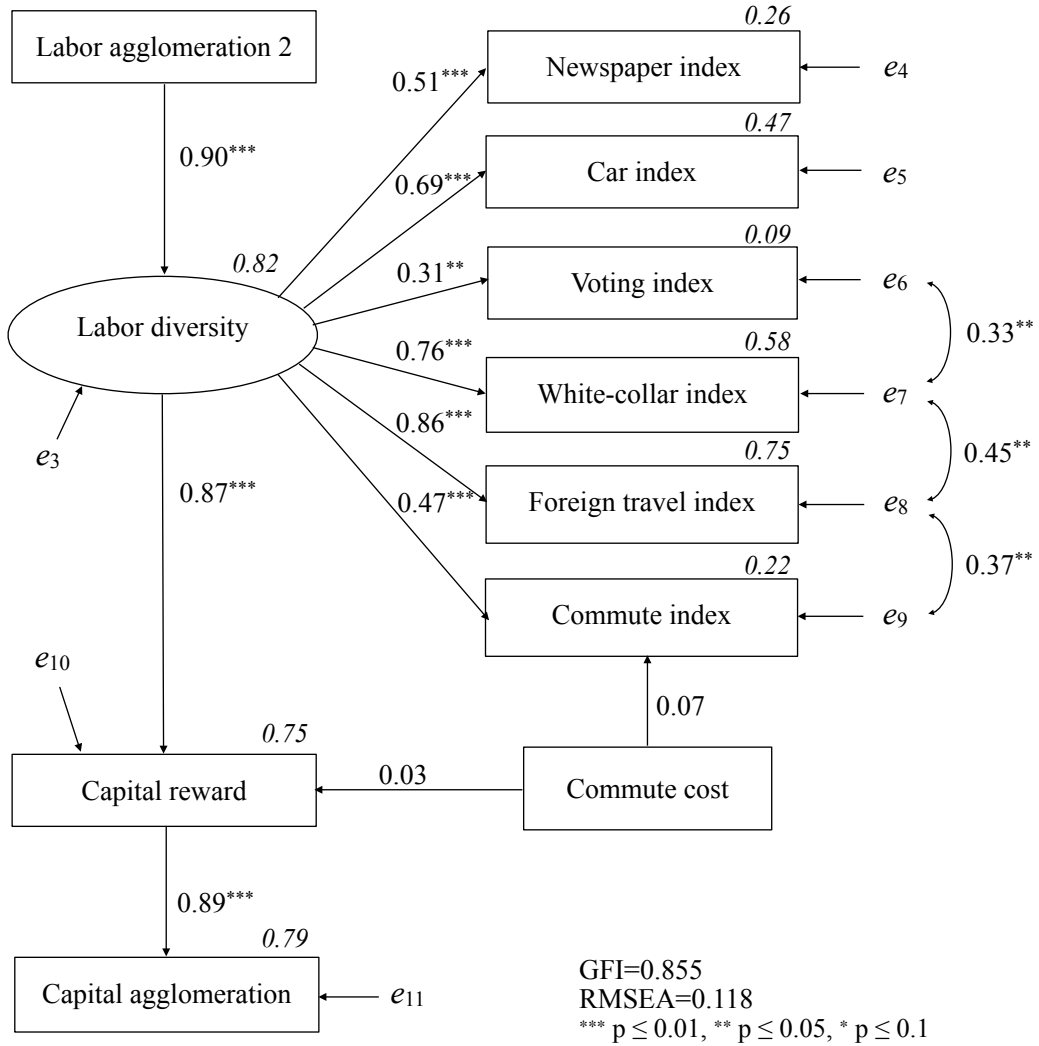 Labor agglomeration 2
0.26
Newspaper index
e4
0.51***
0.47
0.90***
Car index
e5
0.69***
0.09
0.82
0.31**
Voting index
e6
Labor diversity
0.33**
0.58
0.76***
White-collar index
e7
0.86***
0.75
0.45**
e3
0.87***
0.47***
Foreign travel index
e8
0.22
0.37**
Commute index
e9
e10
0.07
0.75
0.03
Capital reward
Commute cost
0.89***
0.79
Capital agglomeration
e11
GFI=0.855
RMSEA=0.118
*** p ≤ 0.01, ** p ≤ 0.05, * p ≤ 0.1